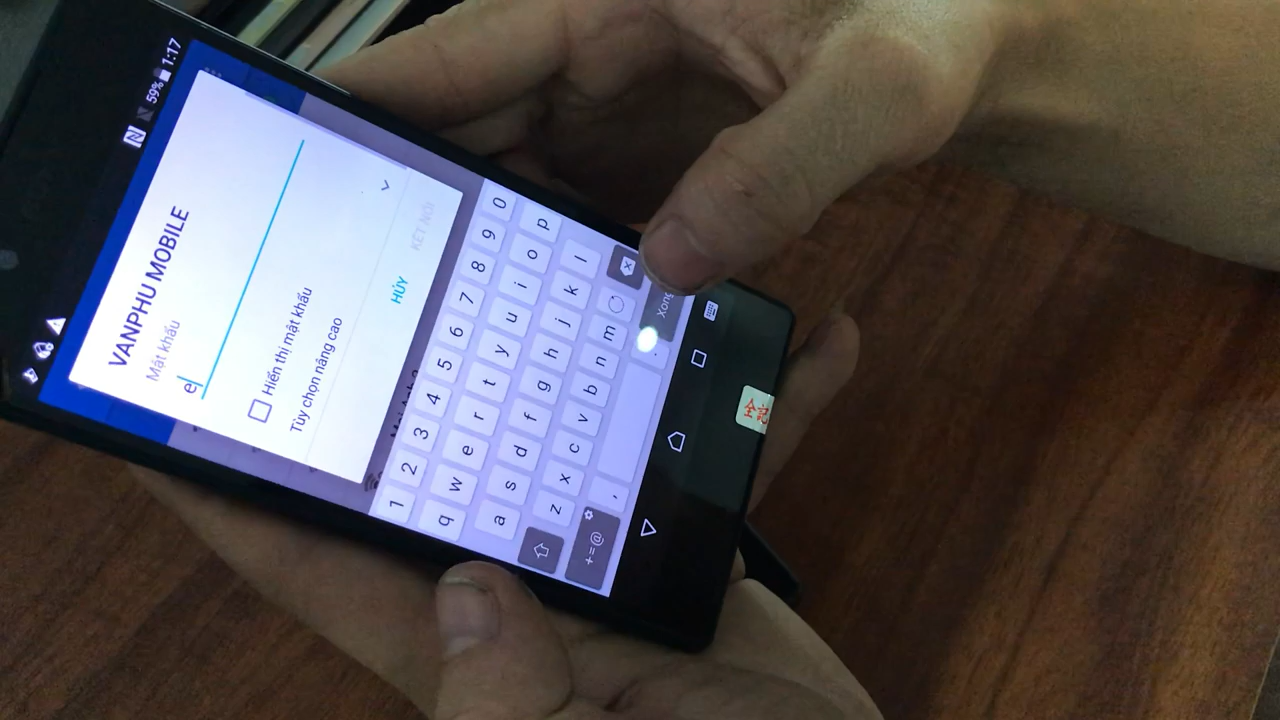 59% 1:17
VANPHU MOBILE
Mật khẩu
e
Hiển thị mật khẩu
Tùy chọn nâng cao
HỦY
KẾT NỐI
1 2 3 4 5 6 7 8 9 0
q w e r t y u i o p
a s d f g h j k l
z x c v b n m
+=@ , . Xong